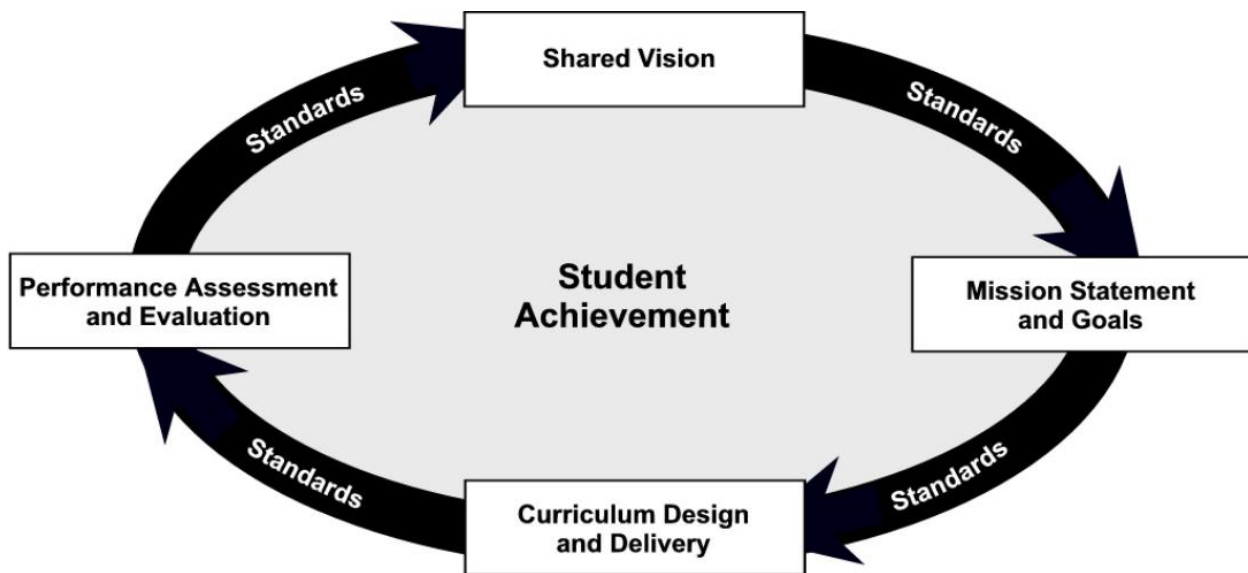 Shared Vision
Standards
Standards
Performance Assessment
and Evaluation
Student
Achievement
Mission Statement
and Goals
Standards
Standards
Curriculum Design
and Delivery